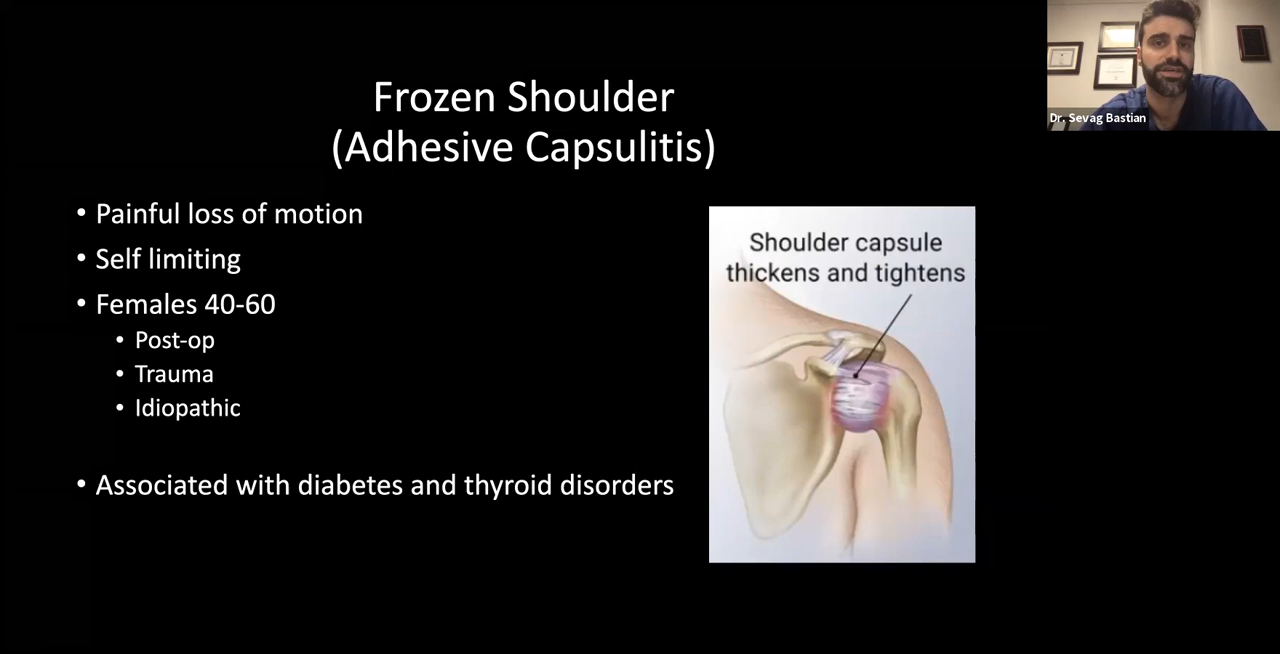 Frozen Shoulder
(Adhesive Capsulitis)
• Painful loss of motion
• Self limiting
• Females 40-60
• Post-op
• Trauma
• Idiopathic
• Associated with diabetes and thyroid disorders
Shoulder capsule
thickens and tightens
Dr. Sevag Bastian